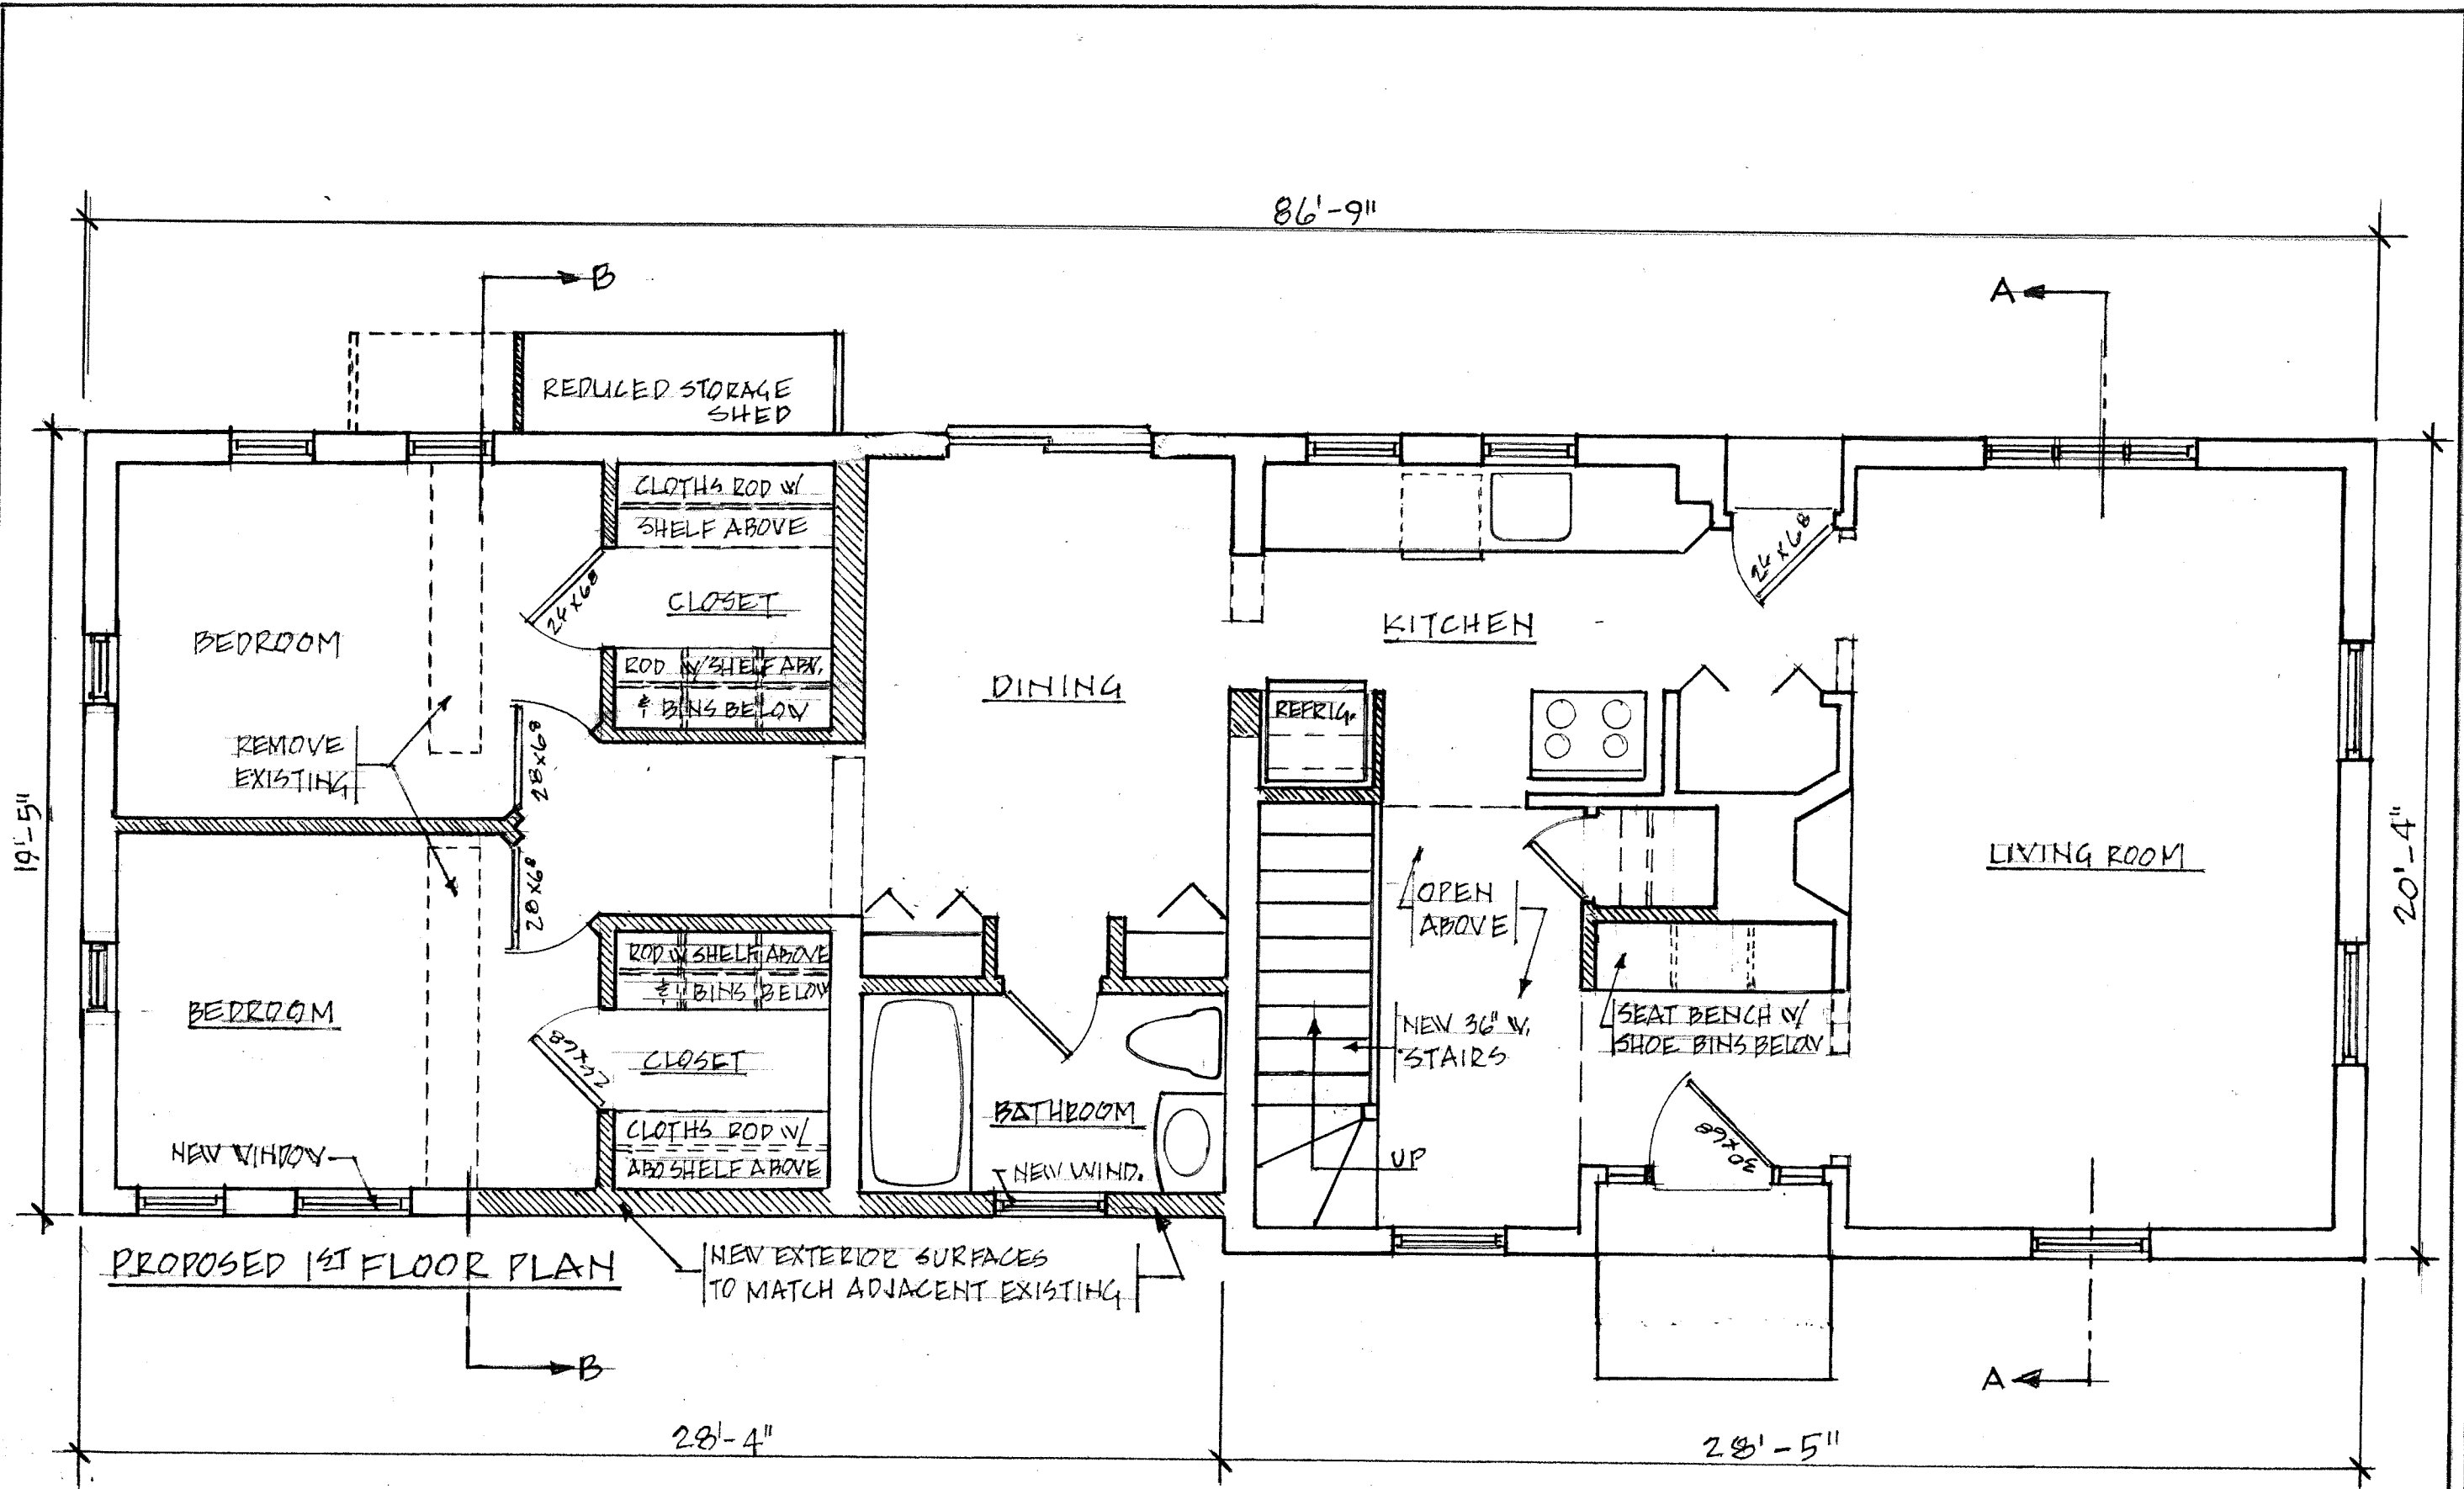 86'-9"
B
A
REDUCED STORAGE
SHED
CLOTHS ROD W/
SHELF ABOVE
24X68
CLOSET
BEDROOM
ROD W/SHELF ABV.
& BINS BELOW
REMOVE
EXISTING
28X68
DINING
KITCHEN
24X68
REFRIG.
19'-5"
28X68
OPEN
ABOVE
LIVING ROOM
20'-4"
ROD W/ SHELF ABOVE
& BINS BELOW
BEDROOM
24X68
CLOSET
NEW 36" W.
STAIRS
SEAT BENCH W/
SHOE BINS BELOW
BATHROOM
CLOTHS ROD W/
ABO SHELF ABOVE
NEW WINDOW
NEW WIND.
UP
30X68
PROPOSED 1ST FLOOR PLAN
NEW EXTERIOR SURFACES
TO MATCH ADJACENT EXISTING
B
A
28'-4"
28'-5"